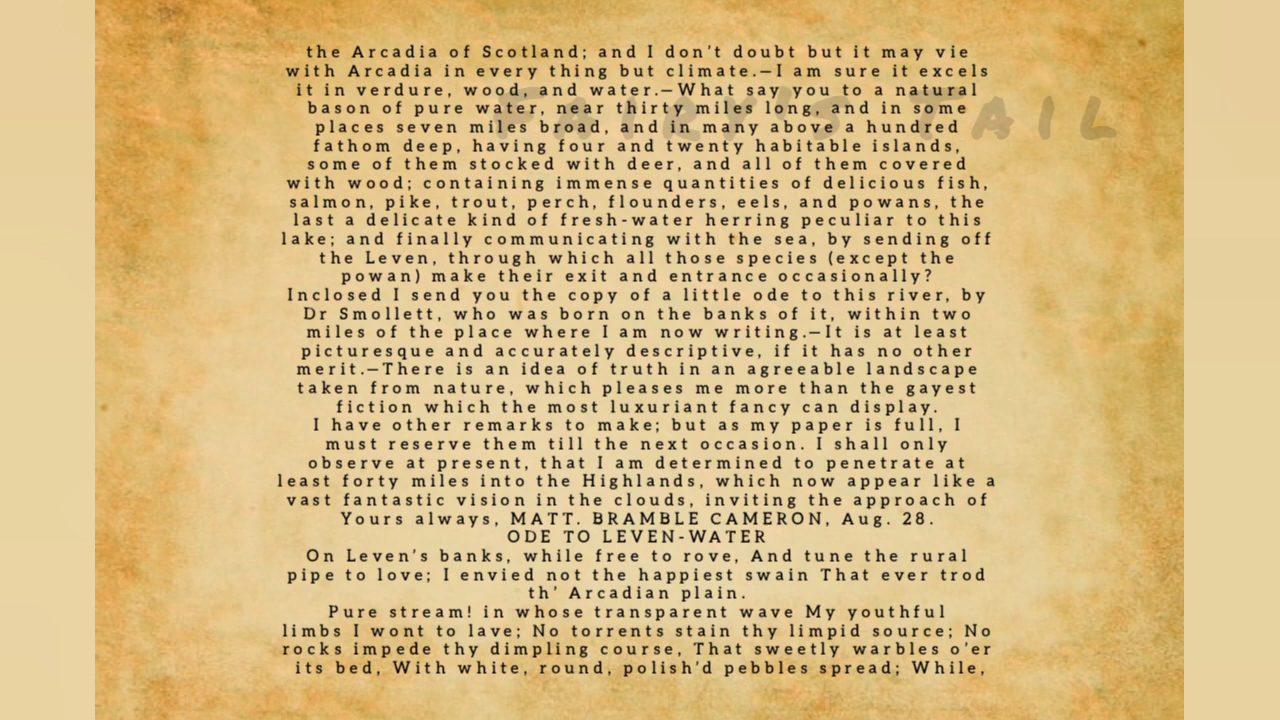 the Arcadia of Scotland; and I don't doubt but it may vie
with Arcadia in every thing but climate.—I am sure it excels
it in verdure, wood, and water.—What say you to a natural
bason of pure water, near thirty miles long, and in some
places seven miles broad, and in many above a hundred
fathom deep, having four and twenty habitable islands,
some of them stocked with deer, and all of them covered
with wood; containing immense quantities of delicious fish,
salmon, pike, trout, perch, flounders, eels, and powans, the
last a delicate kind of fresh-water herring peculiar to this
lake; and finally communicating with the sea, by sending off
the Leven, through which all those species (except the
powan) make their exit and entrance occasionally?
Inclosed I send you the copy of a little ode to this river, by
Dr Smollett, who was born on the banks of it, within two
miles of the place where I am now writing.—It is at least
picturesque and accurately descriptive, if it has no other
merit.—There is an idea of truth in an agreeable landscape
taken from nature, which pleases me more than the gayest
fiction which the most luxuriant fancy can display.
I have other remarks to make; but as my paper is full, I
must reserve them till the next occasion. I shall only
observe at present, that I am determined to penetrate at
least forty miles into the Highlands, which now appear like a
vast fantastic vision in the clouds, inviting the approach of
Yours always, MATT. BRAMBLE CAMERON, Aug. 28.
ODE TO LEVEN-WATER
On Leven's banks, while free to rove, And tune the rural
pipe to love; I envied not the happiest swain That ever trod
th' Arcadian plain.
Pure stream! in whose transparent wave My youthful
limbs I wont to lave; No torrents stain thy limpid source; No
rocks impede thy dimpling course, That sweetly warbles o'er
its bed, With white, round, polish'd pebbles spread; While,
FAIRY'S TAIL